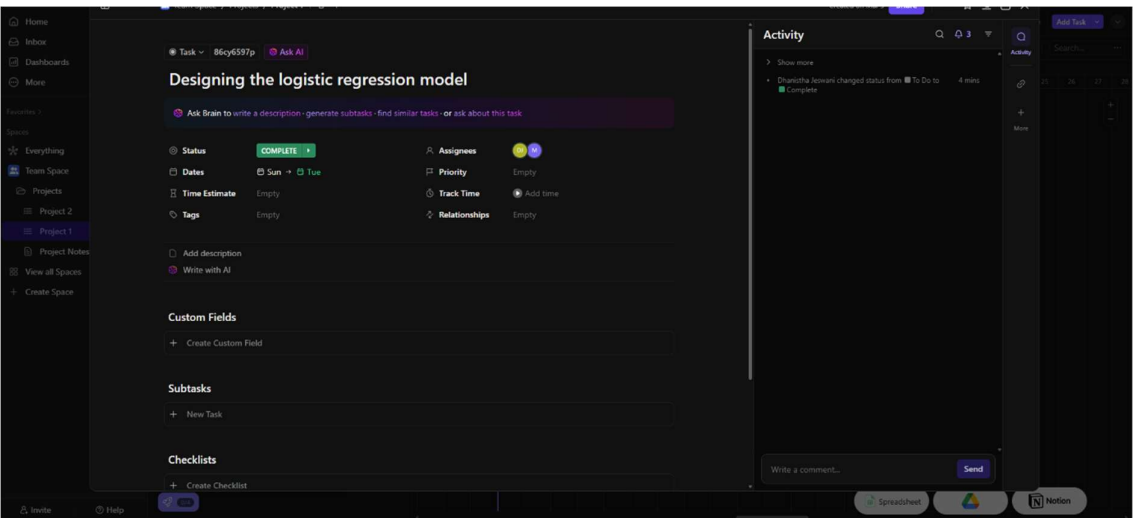 Home
Inbox
Dashboards
More
Favorites
Spaces
Everything
Team Space
Projects
Project 2
Project 1
Project Notes
View all Spaces
Create Space
Invite
Help
Task
86cy6597p
Ask AI
Designing the logistic regression model
Ask Brain to write a description · generate subtasks · find similar tasks · or ask about this task
Status COMPLETE
Assignees DJ M
Dates Sun → Tue
Priority Empty
Time Estimate Empty
Track Time Add time
Tags Empty
Relationships Empty
Add description
Write with AI
Custom Fields
+ Create Custom Field
Subtasks
+ New Task
Checklists
+ Create Checklist
Activity
3
Show more
Dhanistha Jeswani changed status from To Do to Complete
4 mins
Write a comment...
Send
Activity
More
Add Task
Search...
25 26 27 28
Spreadsheet
Notion